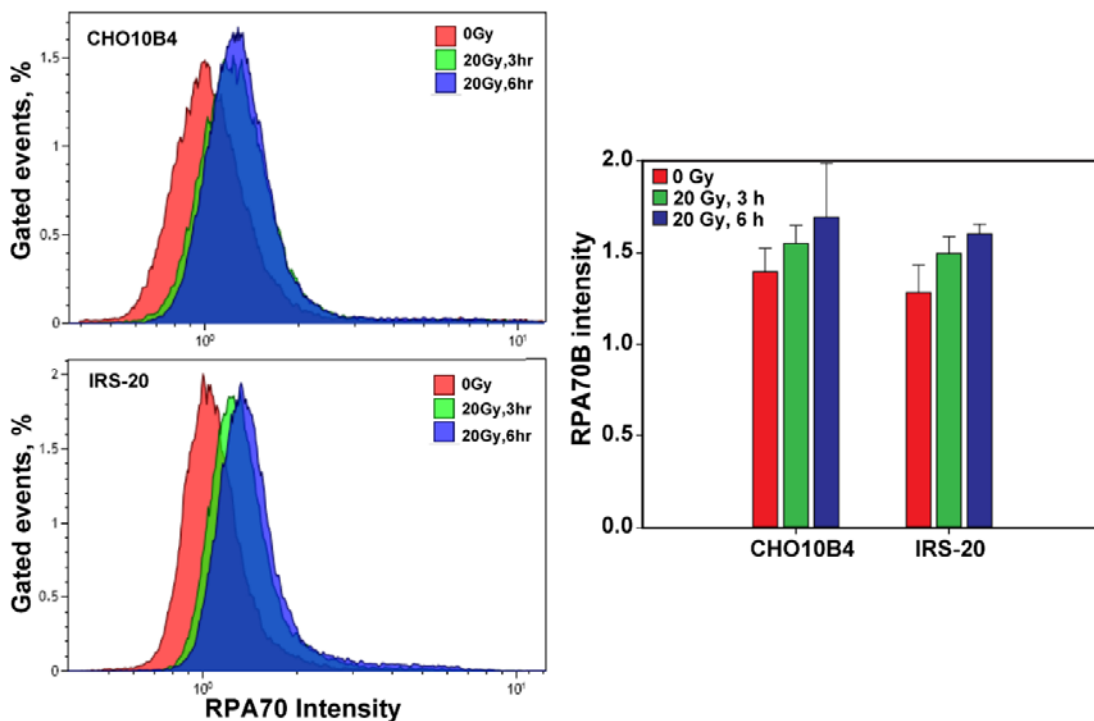 CHO10B4
0Gy
20Gy,3hr
20Gy,6hr
Gated events, %
1.5
1
0.5
0
10⁰
10¹
IRS-20
0Gy
20Gy,3hr
20Gy,6hr
Gated events, %
2
1.5
1
0.5
0
10⁰
10¹
RPA70 Intensity
0 Gy
20 Gy, 3 h
20 Gy, 6 h
RPA70B intensity
2.0
1.5
1.0
0.5
0.0
CHO10B4
IRS-20